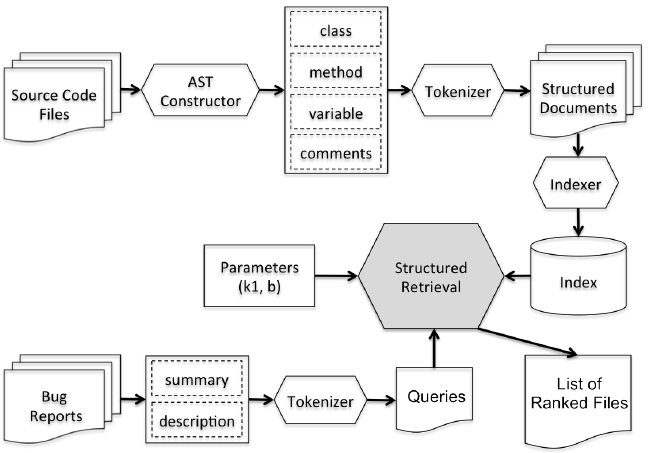 Source Code
Files
AST
Constructor
class
method
variable
comments
Tokenizer
Structured
Documents
Indexer
Index
Parameters
(k1, b)
Structured
Retrieval
Bug
Reports
summary
description
Tokenizer
Queries
List of
Ranked Files